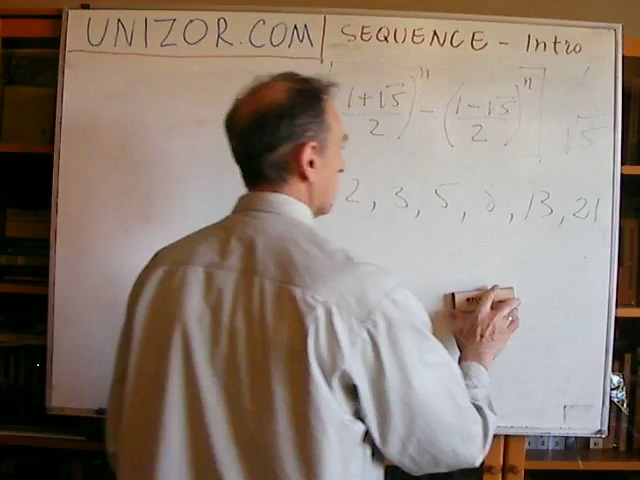 UNIZOR.COM | SEQUENCE - Intro
[(1+√5)/2)^n - ((1-√5)/2)^n] √5
2, 3, 5, 8, 13, 21